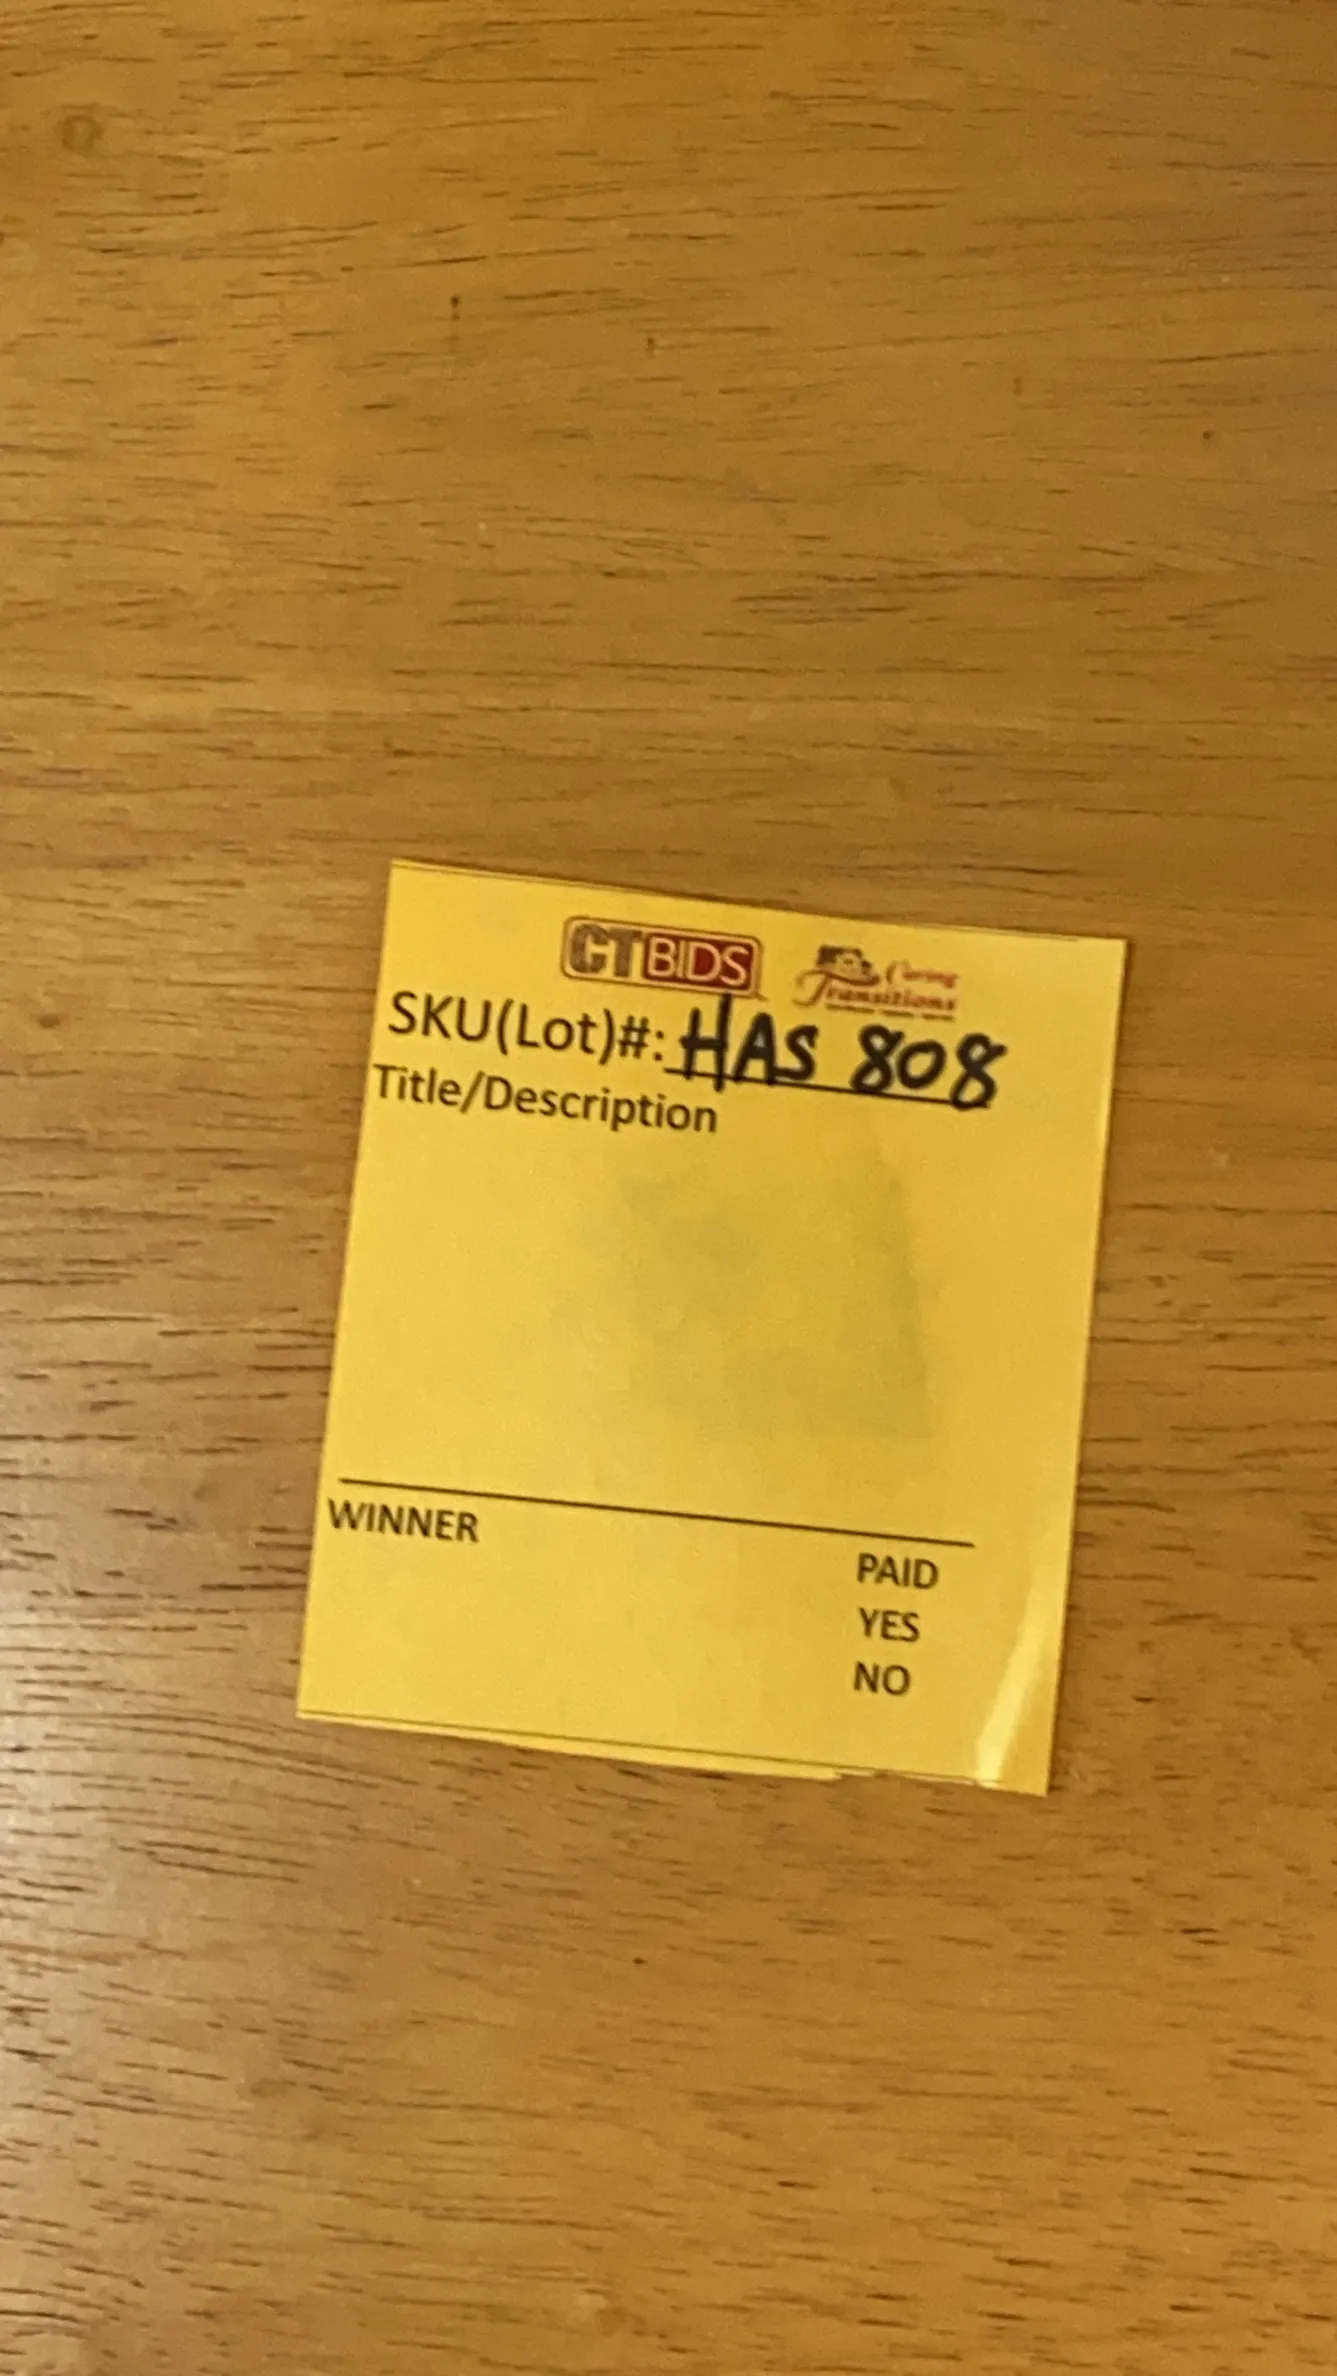 CTBIDS Caring Transitions
SKU(Lot)#: HAS 808
Title/Description
WINNER
PAID
YES
NO